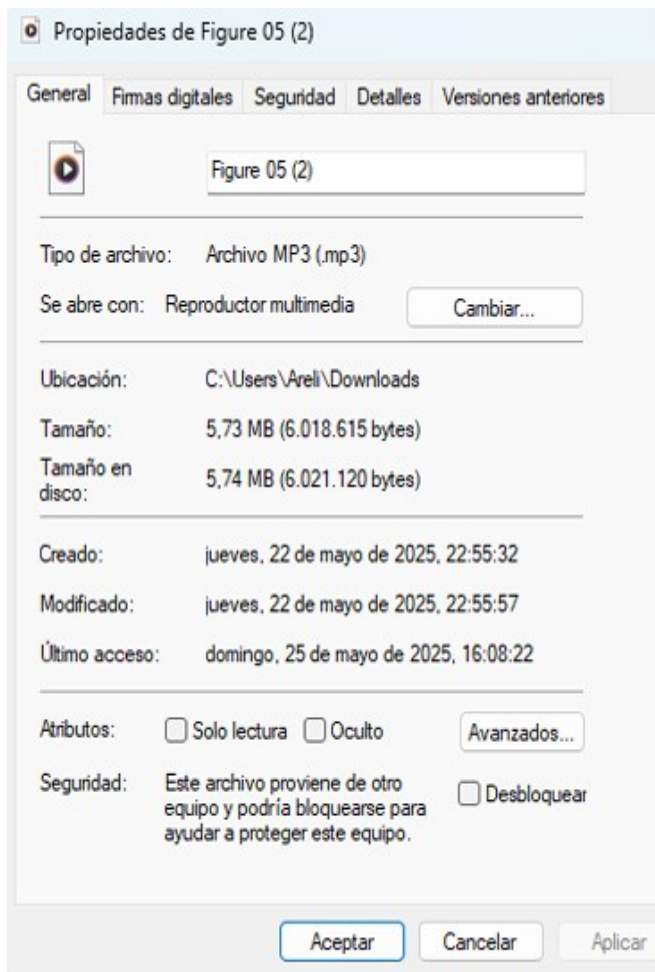 Propiedades de Figure 05 (2)
General Firmas digitales Seguridad Detalles Versiones anteriores
Figure 05 (2)
Tipo de archivo: Archivo MP3 (.mp3)
Se abre con: Reproductor multimedia Cambiar...
Ubicación: C:\Users\Areli\Downloads
Tamaño: 5,73 MB (6.018.615 bytes)
Tamaño en disco: 5,74 MB (6.021.120 bytes)
Creado: jueves, 22 de mayo de 2025, 22:55:32
Modificado: jueves, 22 de mayo de 2025, 22:55:57
Último acceso: domingo, 25 de mayo de 2025, 16:08:22
Atributos: Solo lectura Oculto Avanzados...
Seguridad: Este archivo proviene de otro
equipo y podría bloquearse para
ayudar a proteger este equipo.
Desbloquear
Aceptar Cancelar Aplicar